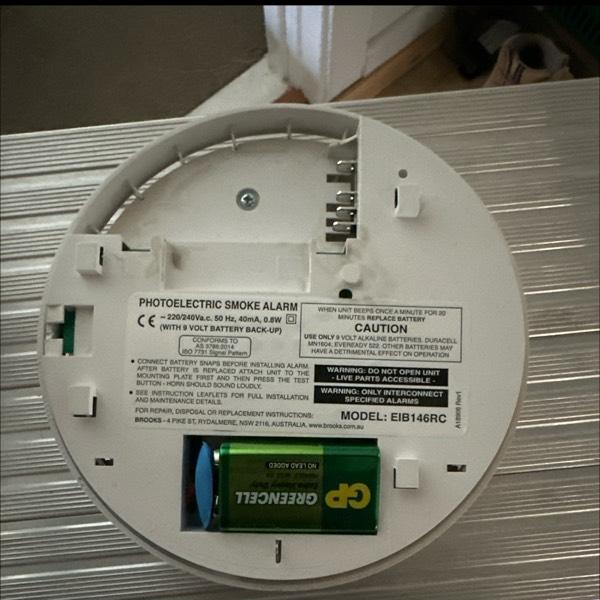 PHOTOELECTRIC SMOKE ALARM
CE ~ 220/240Va.c. 50 Hz, 40mA, 0.8W
(WITH 9 VOLT BATTERY BACK-UP)
CONFORMS TO
AS 3786:2014
ISO 7731 Signal Pattern
WHEN UNIT BEEPS ONCE A MINUTE FOR 20
MINUTES REPLACE BATTERY
CAUTION
USE ONLY 9 VOLT ALKALINE BATTERIES. DURACELL
MN1604, EVEREADY 522. OTHER BATTERIES MAY
HAVE A DETRIMENTAL EFFECT ON OPERATION
• CONNECT BATTERY SNAPS BEFORE INSTALLING ALARM.
AFTER BATTERY IS REPLACED ATTACH UNIT TO THE
MOUNTING PLATE FIRST AND THEN PRESS THE TEST
BUTTON - HORN SHOULD SOUND LOUDLY.
• SEE INSTRUCTION LEAFLETS FOR FULL INSTALLATION
AND MAINTENANCE DETAILS.
WARNING: DO NOT OPEN UNIT
- LIVE PARTS ACCESSIBLE -
WARNING: ONLY INTERCONNECT
SPECIFIED ALARMS
FOR REPAIR, DISPOSAL OR REPLACEMENT INSTRUCTIONS:
BROOKS - 4 PIKE ST, RYDALMERE, NSW 2116, AUSTRALIA. www.brooks.com.au
MODEL: EIB146RC
GP
GREENCELL
Extra Heavy Duty
NO LEAD ADDED